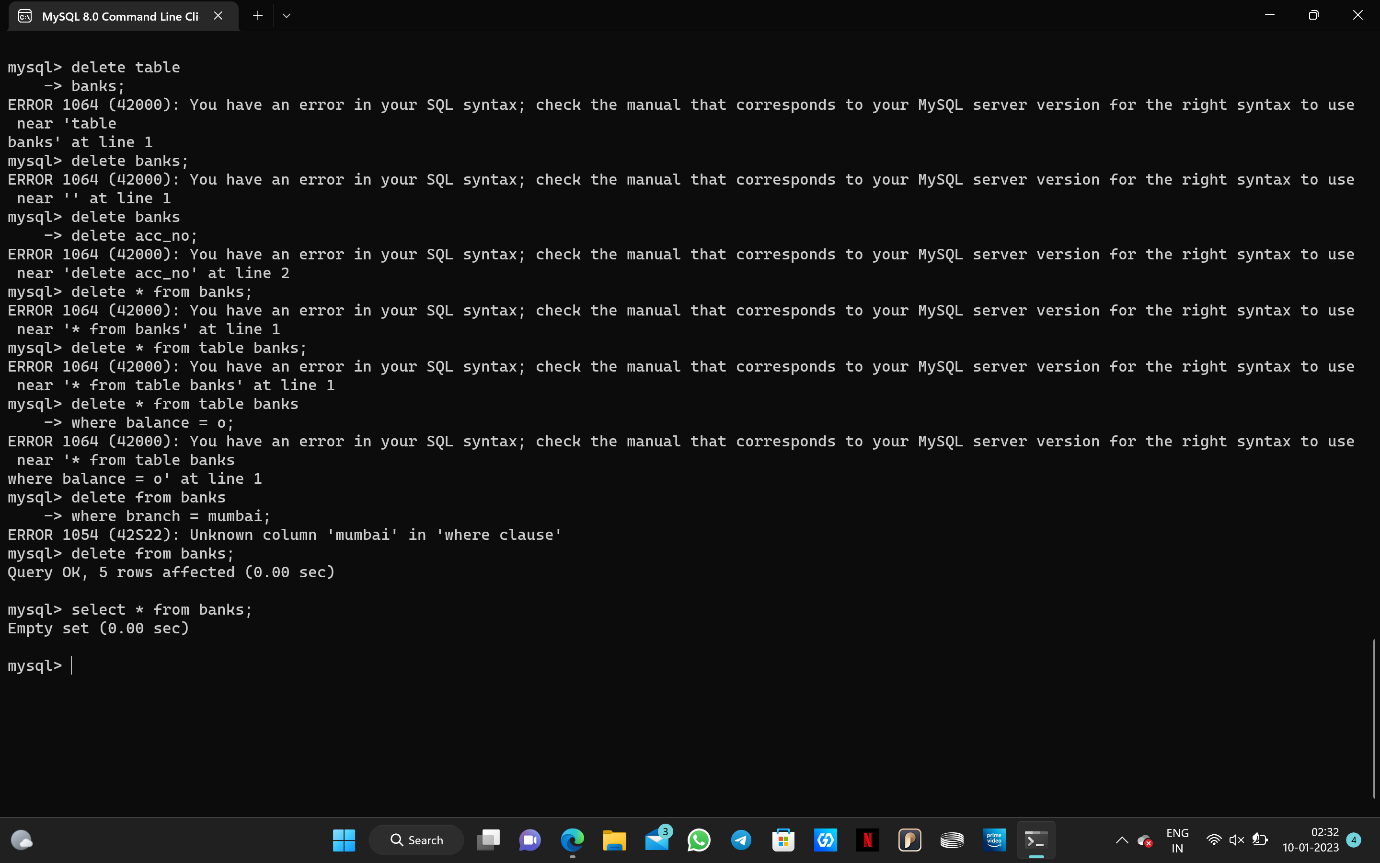 MySQL 8.0 Command Line Cli
mysql> delete table
    -> banks;
ERROR 1064 (42000): You have an error in your SQL syntax; check the manual that corresponds to your MySQL server version for the right syntax to use
 near 'table
banks' at line 1
mysql> delete banks;
ERROR 1064 (42000): You have an error in your SQL syntax; check the manual that corresponds to your MySQL server version for the right syntax to use
 near '' at line 1
mysql> delete banks
    -> delete acc_no;
ERROR 1064 (42000): You have an error in your SQL syntax; check the manual that corresponds to your MySQL server version for the right syntax to use
 near 'delete acc_no' at line 2
mysql> delete * from banks;
ERROR 1064 (42000): You have an error in your SQL syntax; check the manual that corresponds to your MySQL server version for the right syntax to use
 near '* from banks' at line 1
mysql> delete * from table banks;
ERROR 1064 (42000): You have an error in your SQL syntax; check the manual that corresponds to your MySQL server version for the right syntax to use
 near '* from table banks' at line 1
mysql> delete * from table banks
    -> where balance = o;
ERROR 1064 (42000): You have an error in your SQL syntax; check the manual that corresponds to your MySQL server version for the right syntax to use
 near '* from table banks
where balance = o' at line 1
mysql> delete from banks
    -> where branch = mumbai;
ERROR 1054 (42S22): Unknown column 'mumbai' in 'where clause'
mysql> delete from banks;
Query OK, 5 rows affected (0.00 sec)
mysql> select * from banks;
Empty set (0.00 sec)
mysql>
Search
3
N
prime video
ENG
IN
02:32
10-01-2023
4